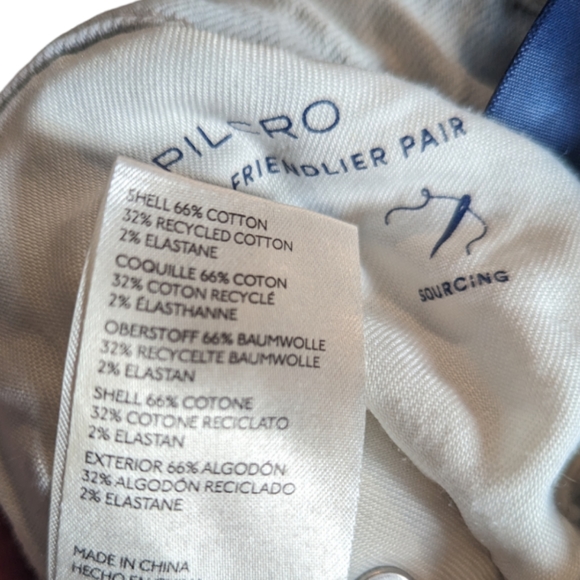 PILCRO
FRIENDLIER PAIR
SOURCING
SHELL 66% COTTON
32% RECYCLED COTTON
2% ELASTANE
COQUILLE 66% COTON
32% COTON RECYCLÉ
2% ÉLASTHANNE
OBERSTOFF 66% BAUMWOLLE
32% RECYCELTE BAUMWOLLE
2% ELASTAN
SHELL 66% COTONE
32% COTONE RICICLATO
2% ELASTAN
EXTERIOR 66% ALGODÓN
32% ALGODÓN RECICLADO
2% ELASTANE
MADE IN CHINA
HECHO EN